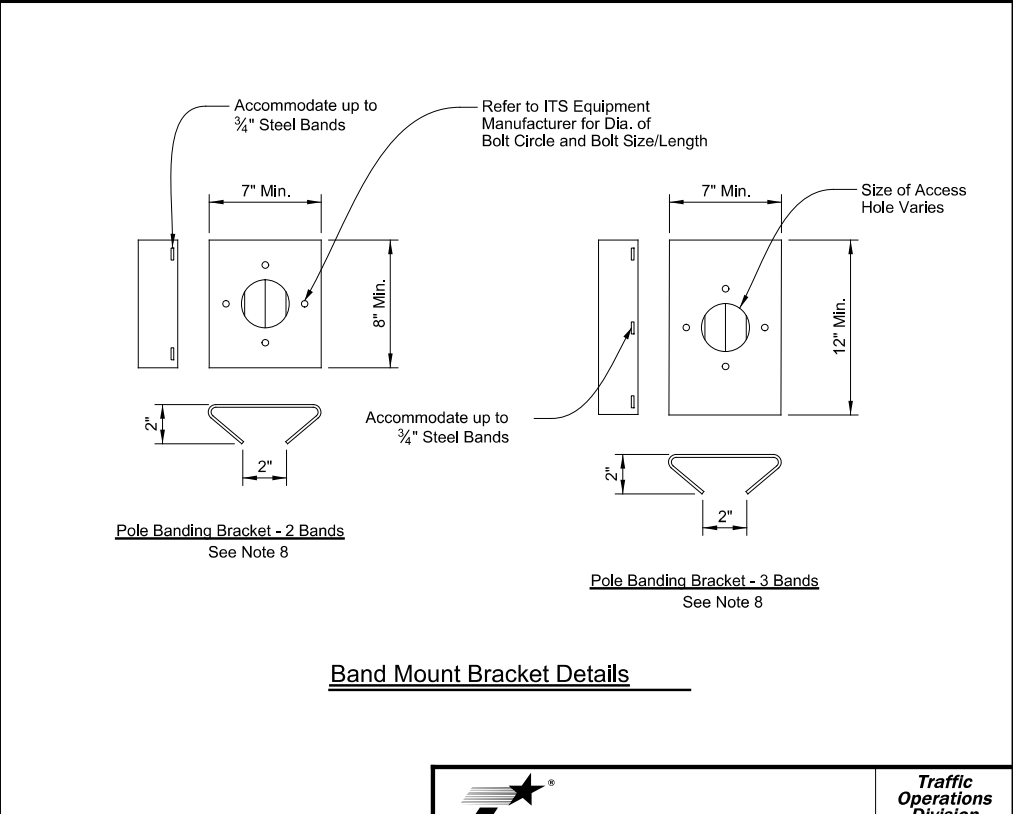 Accommodate up to
¾" Steel Bands
Refer to ITS Equipment
Manufacturer for Dia. of
Bolt Circle and Bolt Size/Length
7" Min.
8" Min.
2"
2"
Pole Banding Bracket - 2 Bands
See Note 8
7" Min.
Size of Access
Hole Varies
12" Min.
Accommodate up to
¾" Steel Bands
2"
2"
Pole Banding Bracket - 3 Bands
See Note 8
Band Mount Bracket Details
®
Traffic
Operations
Division